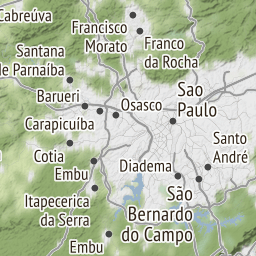 Cabreúva
Francisco
Morato
Franco
da Rocha
Santana
de Parnaíba
Barueri
Osasco
Sao
Paulo
Carapicuíba
Cotia
Embu
Diadema
Santo
André
Itapecerica
da Serra
São
Bernardo
do Campo
Embu